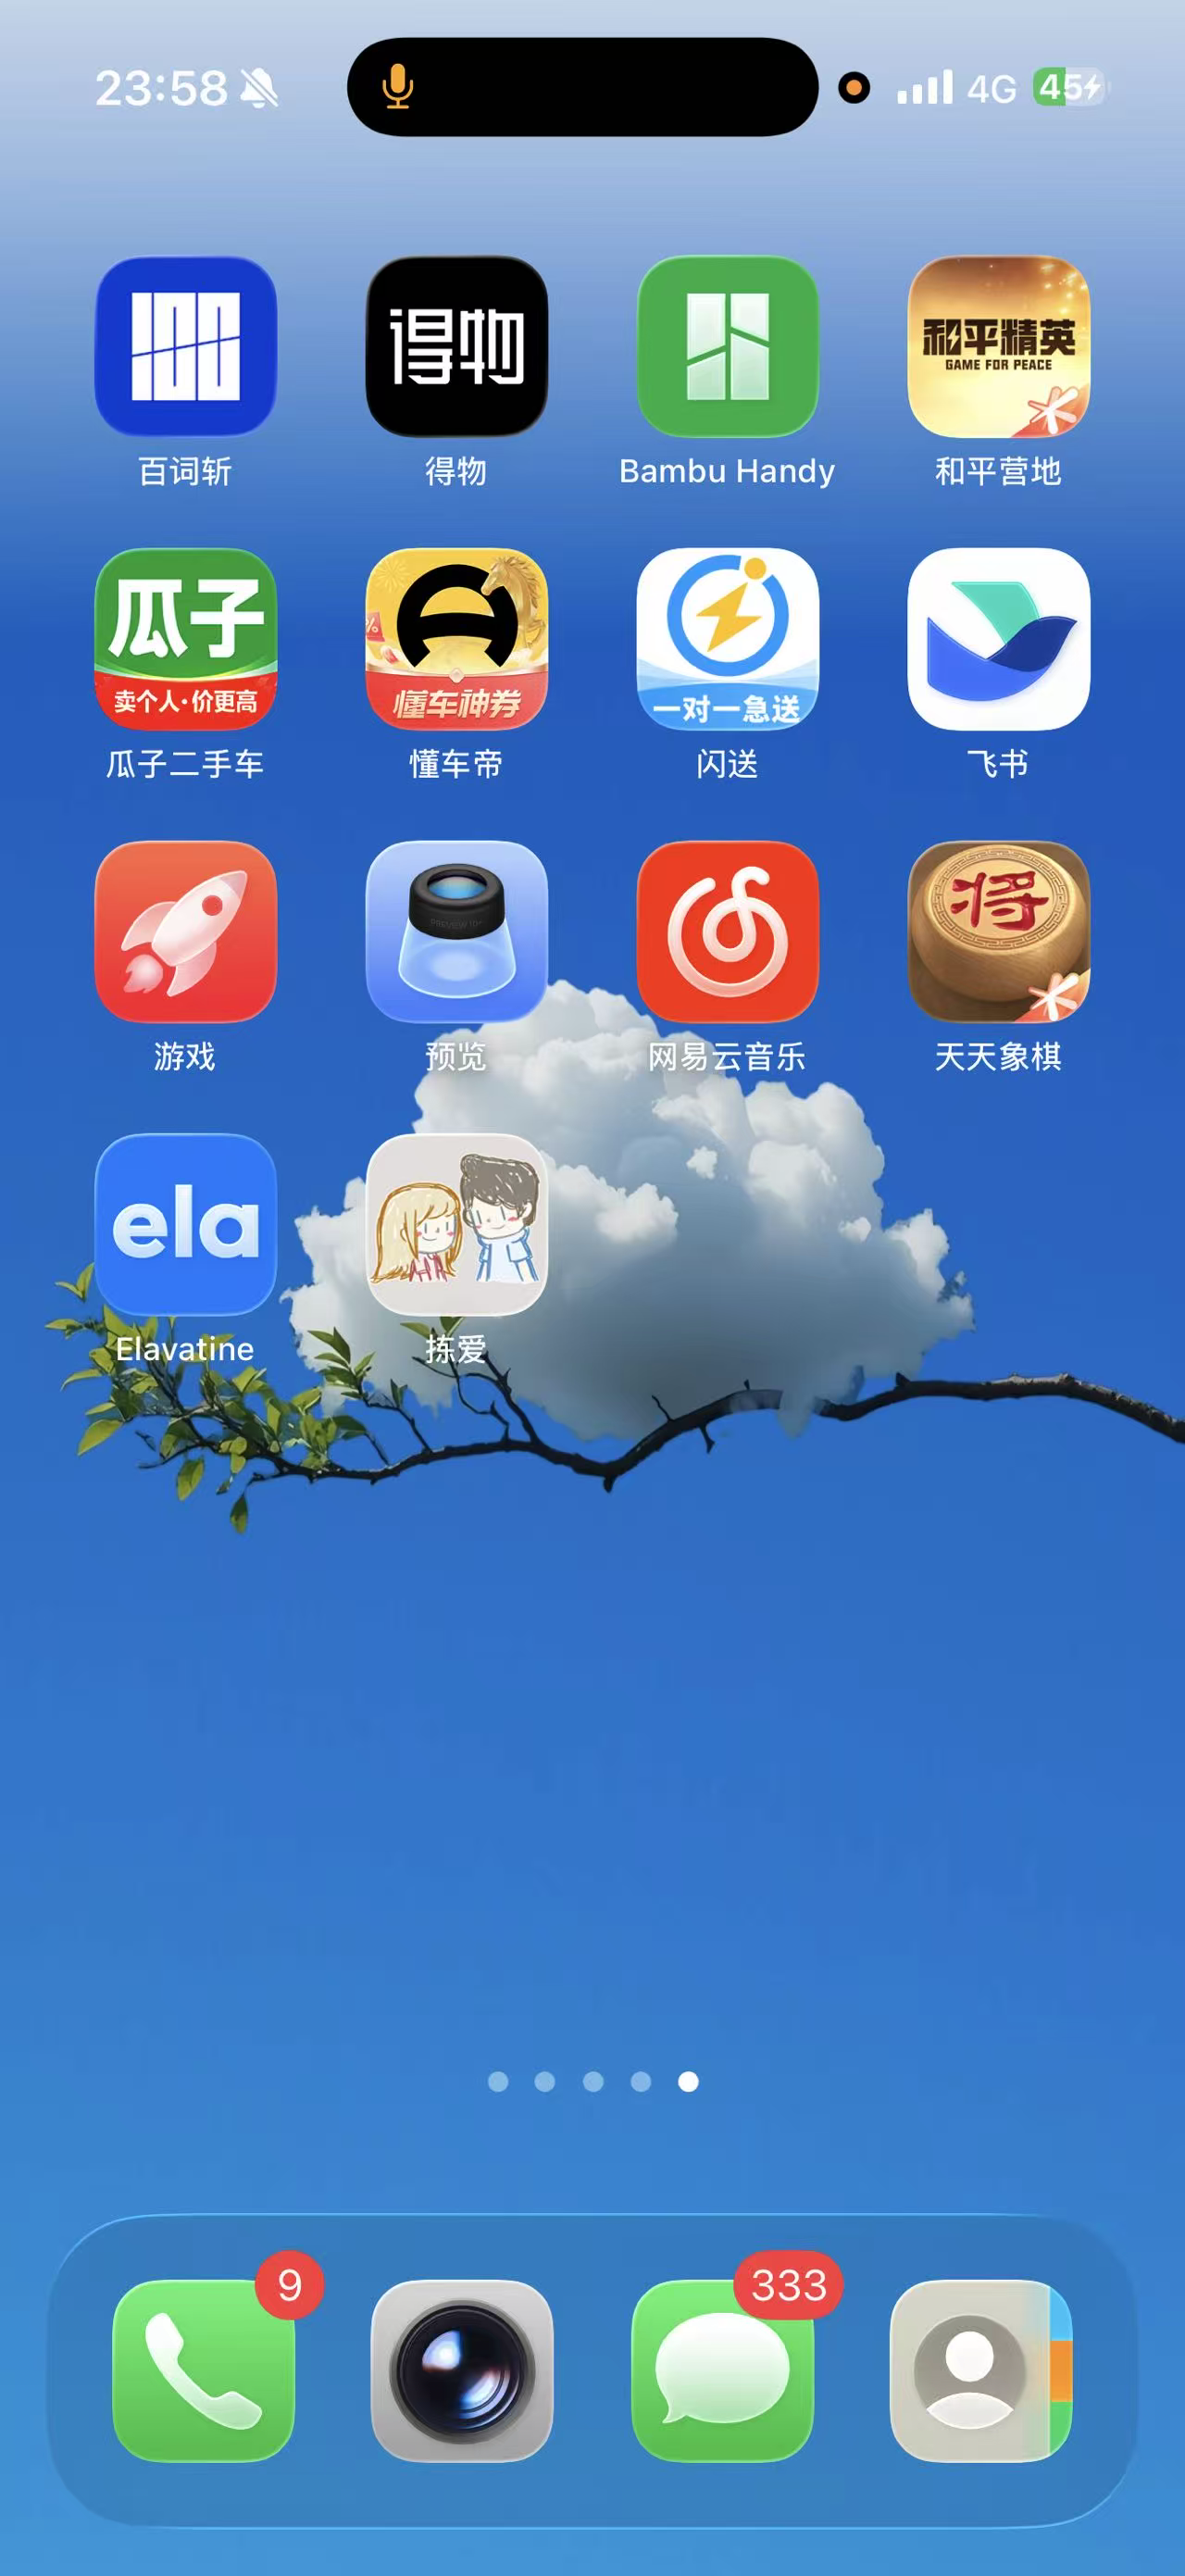 23:58
4G
45
100
得物
和平精英
GAME FOR PEACE
百词斩
得物
Bambu Handy
和平营地
瓜子
卖个人·价更高
懂车神券
一对一急送
瓜子二手车
懂车帝
闪送
飞书
将
游戏
预览
网易云音乐
天天象棋
ela
Elavatine
拣爱
9
333